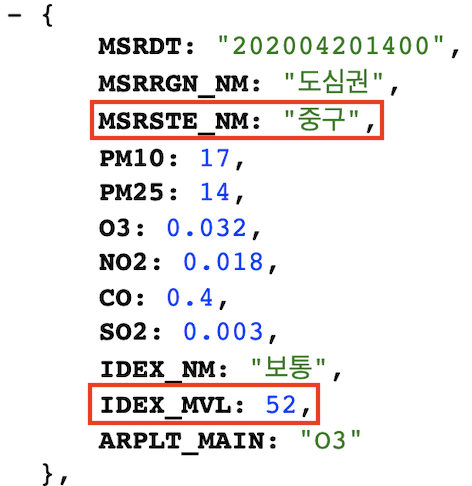 - {
MSRDT: "202004201400",
MSRRGN_NM: "도심권",
MSRSTE_NM: "중구",
PM10: 17,
PM25: 14,
O3: 0.032,
NO2: 0.018,
CO: 0.4,
SO2: 0.003,
IDEX_NM: "보통",
IDEX_MVL: 52,
ARPLT_MAIN: "O3"
},